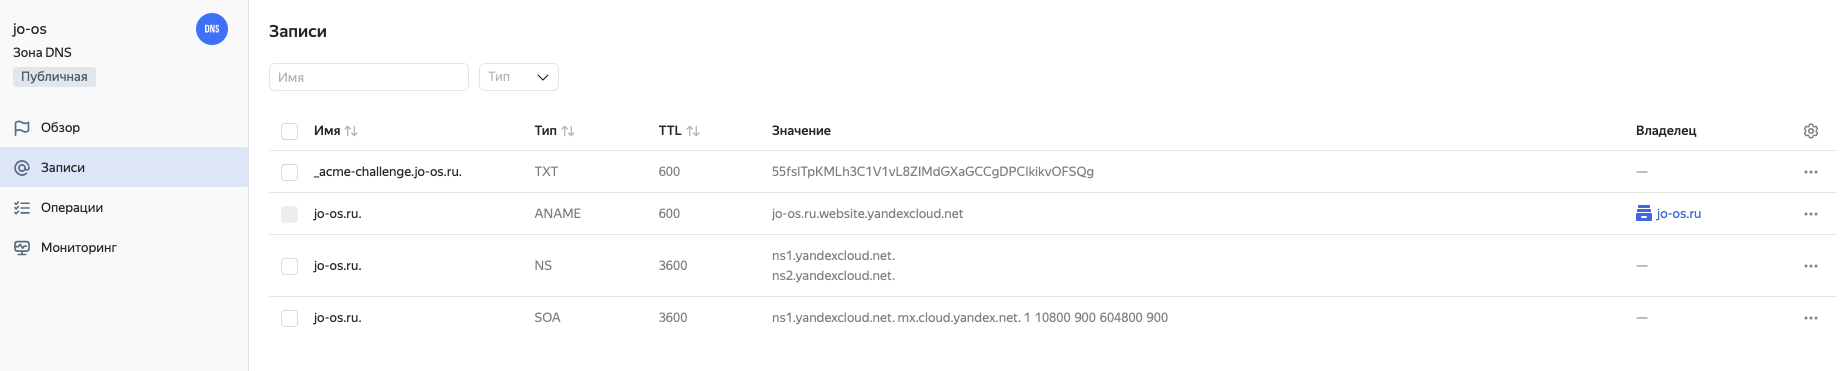 jo-os
DNS
Зона DNS
Публичная
Обзор
Записи
Операции
Мониторинг
Записи
Имя
Тип
Имя Тип TTL Значение Владелец
_acme-challenge.jo-os.ru. TXT 600 55fslTpKMLh3C1V1vL8ZlMdGXaGCCgDPClkikvOFSQg —
jo-os.ru. ANAME 600 jo-os.ru.website.yandexcloud.net jo-os.ru
jo-os.ru. NS 3600 ns1.yandexcloud.net. —
ns2.yandexcloud.net.
jo-os.ru. SOA 3600 ns1.yandexcloud.net. mx.cloud.yandex.net. 1 10800 900 604800 900 —